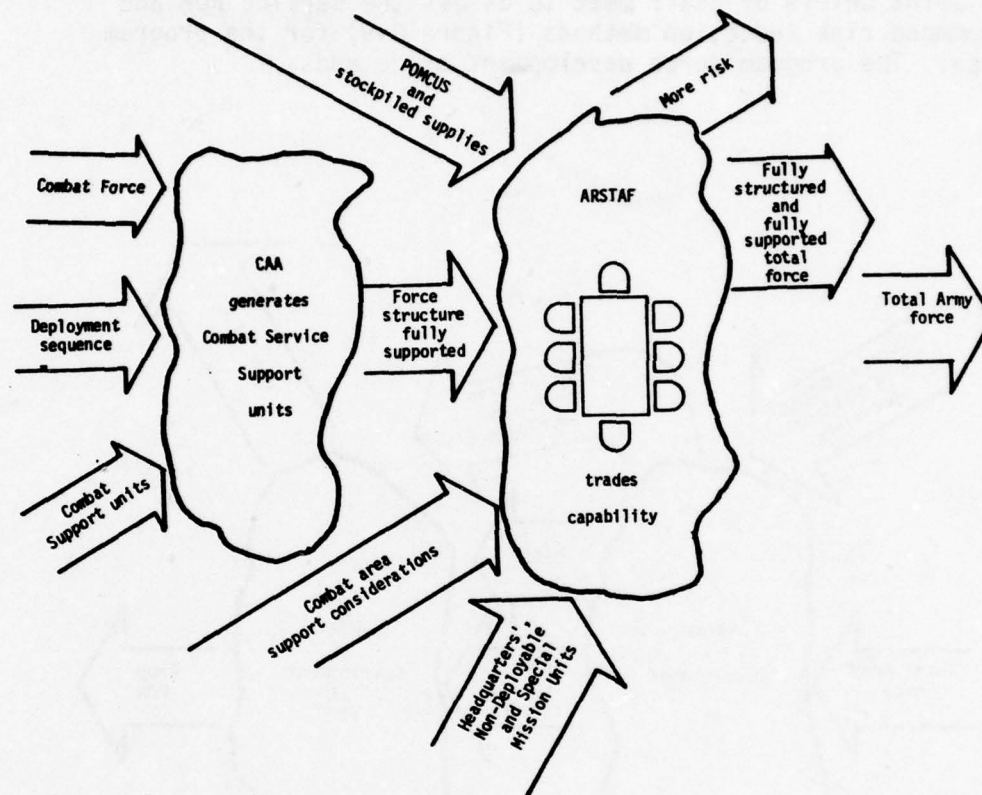 POMCUS
and
stockpiled supplies
More risk
Combat Force
ARSTAF
Fully
structured
and
fully
supported
total
force
CAA
generates
Combat Service
Support
units
Deployment
sequence
Force
structure
fully
supported
Total Army
force
Combat
Support units
trades
capability
Combat area
support considerations
Headquarters',
Non-Deployable
and Special
Mission Units